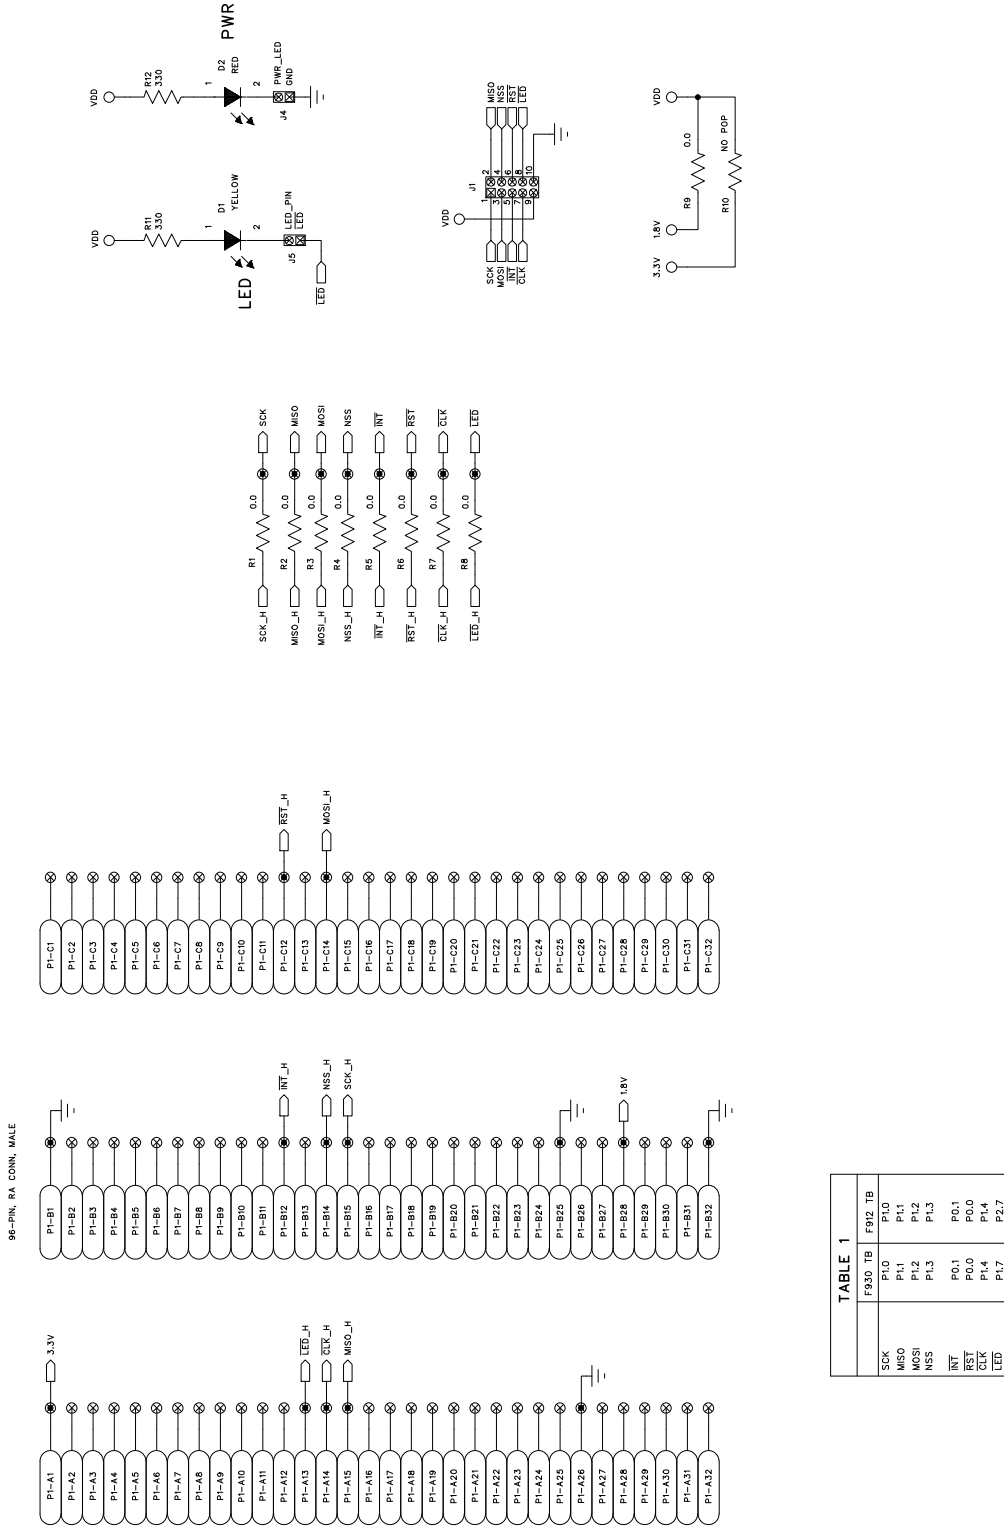 PWR
VDD
R12
330
1
D2
RED
2
PWR_LED
GND
J4
VDD
R11
330
1
D1
YELLOW
2
LED_PIN
LED
J5
LED
LED
MISO
NSS
RST
LED
J1
1 2
3 4
5 6
7 8
9 10
VDD
SCK
MOSI
INT
CLK
VDD
0.0
R9
1.8V
NO POP
R10
3.3V
SCK_H R1 0.0 SCK
MISO_H R2 0.0 MISO
MOSI_H R3 0.0 MOSI
NSS_H R4 0.0 NSS
INT_H R5 0.0 INT
RST_H R6 0.0 RST
CLK_H R7 0.0 CLK
LED_H R8 0.0 LED
P1-C1
P1-C2
P1-C3
P1-C4
P1-C5
P1-C6
P1-C7
P1-C8
P1-C9
P1-C10
P1-C11
P1-C12 RST_H
P1-C13
P1-C14 MOSI_H
P1-C15
P1-C16
P1-C17
P1-C18
P1-C19
P1-C20
P1-C21
P1-C22
P1-C23
P1-C24
P1-C25
P1-C26
P1-C27
P1-C28
P1-C29
P1-C30
P1-C31
P1-C32
96-PIN, RA CONN, MALE
P1-B1
P1-B2
P1-B3
P1-B4
P1-B5
P1-B6
P1-B7
P1-B8
P1-B9
P1-B10
P1-B11
P1-B12 INT_H
P1-B13
P1-B14 NSS_H
P1-B15 SCK_H
P1-B16
P1-B17
P1-B18
P1-B19
P1-B20
P1-B21
P1-B22
P1-B23
P1-B24
P1-B25
P1-B26
P1-B27
P1-B28 1.8V
P1-B29
P1-B30
P1-B31
P1-B32
P1-A1 3.3V
P1-A2
P1-A3
P1-A4
P1-A5
P1-A6
P1-A7
P1-A8
P1-A9
P1-A10
P1-A11
P1-A12
P1-A13 LED_H
P1-A14 CLK_H
P1-A15 MISO_H
P1-A16
P1-A17
P1-A18
P1-A19
P1-A20
P1-A21
P1-A22
P1-A23
P1-A24
P1-A25
P1-A26
P1-A27
P1-A28
P1-A29
P1-A30
P1-A31
P1-A32
TABLE 1
F930 TB F912 TB
SCK P1.0 P1.0
MISO P1.1 P1.1
MOSI P1.2 P1.2
NSS P1.3 P1.3
INT P0.1 P0.1
RST P0.0 P0.0
CLK P1.4 P1.4
LED P1.7 P2.7